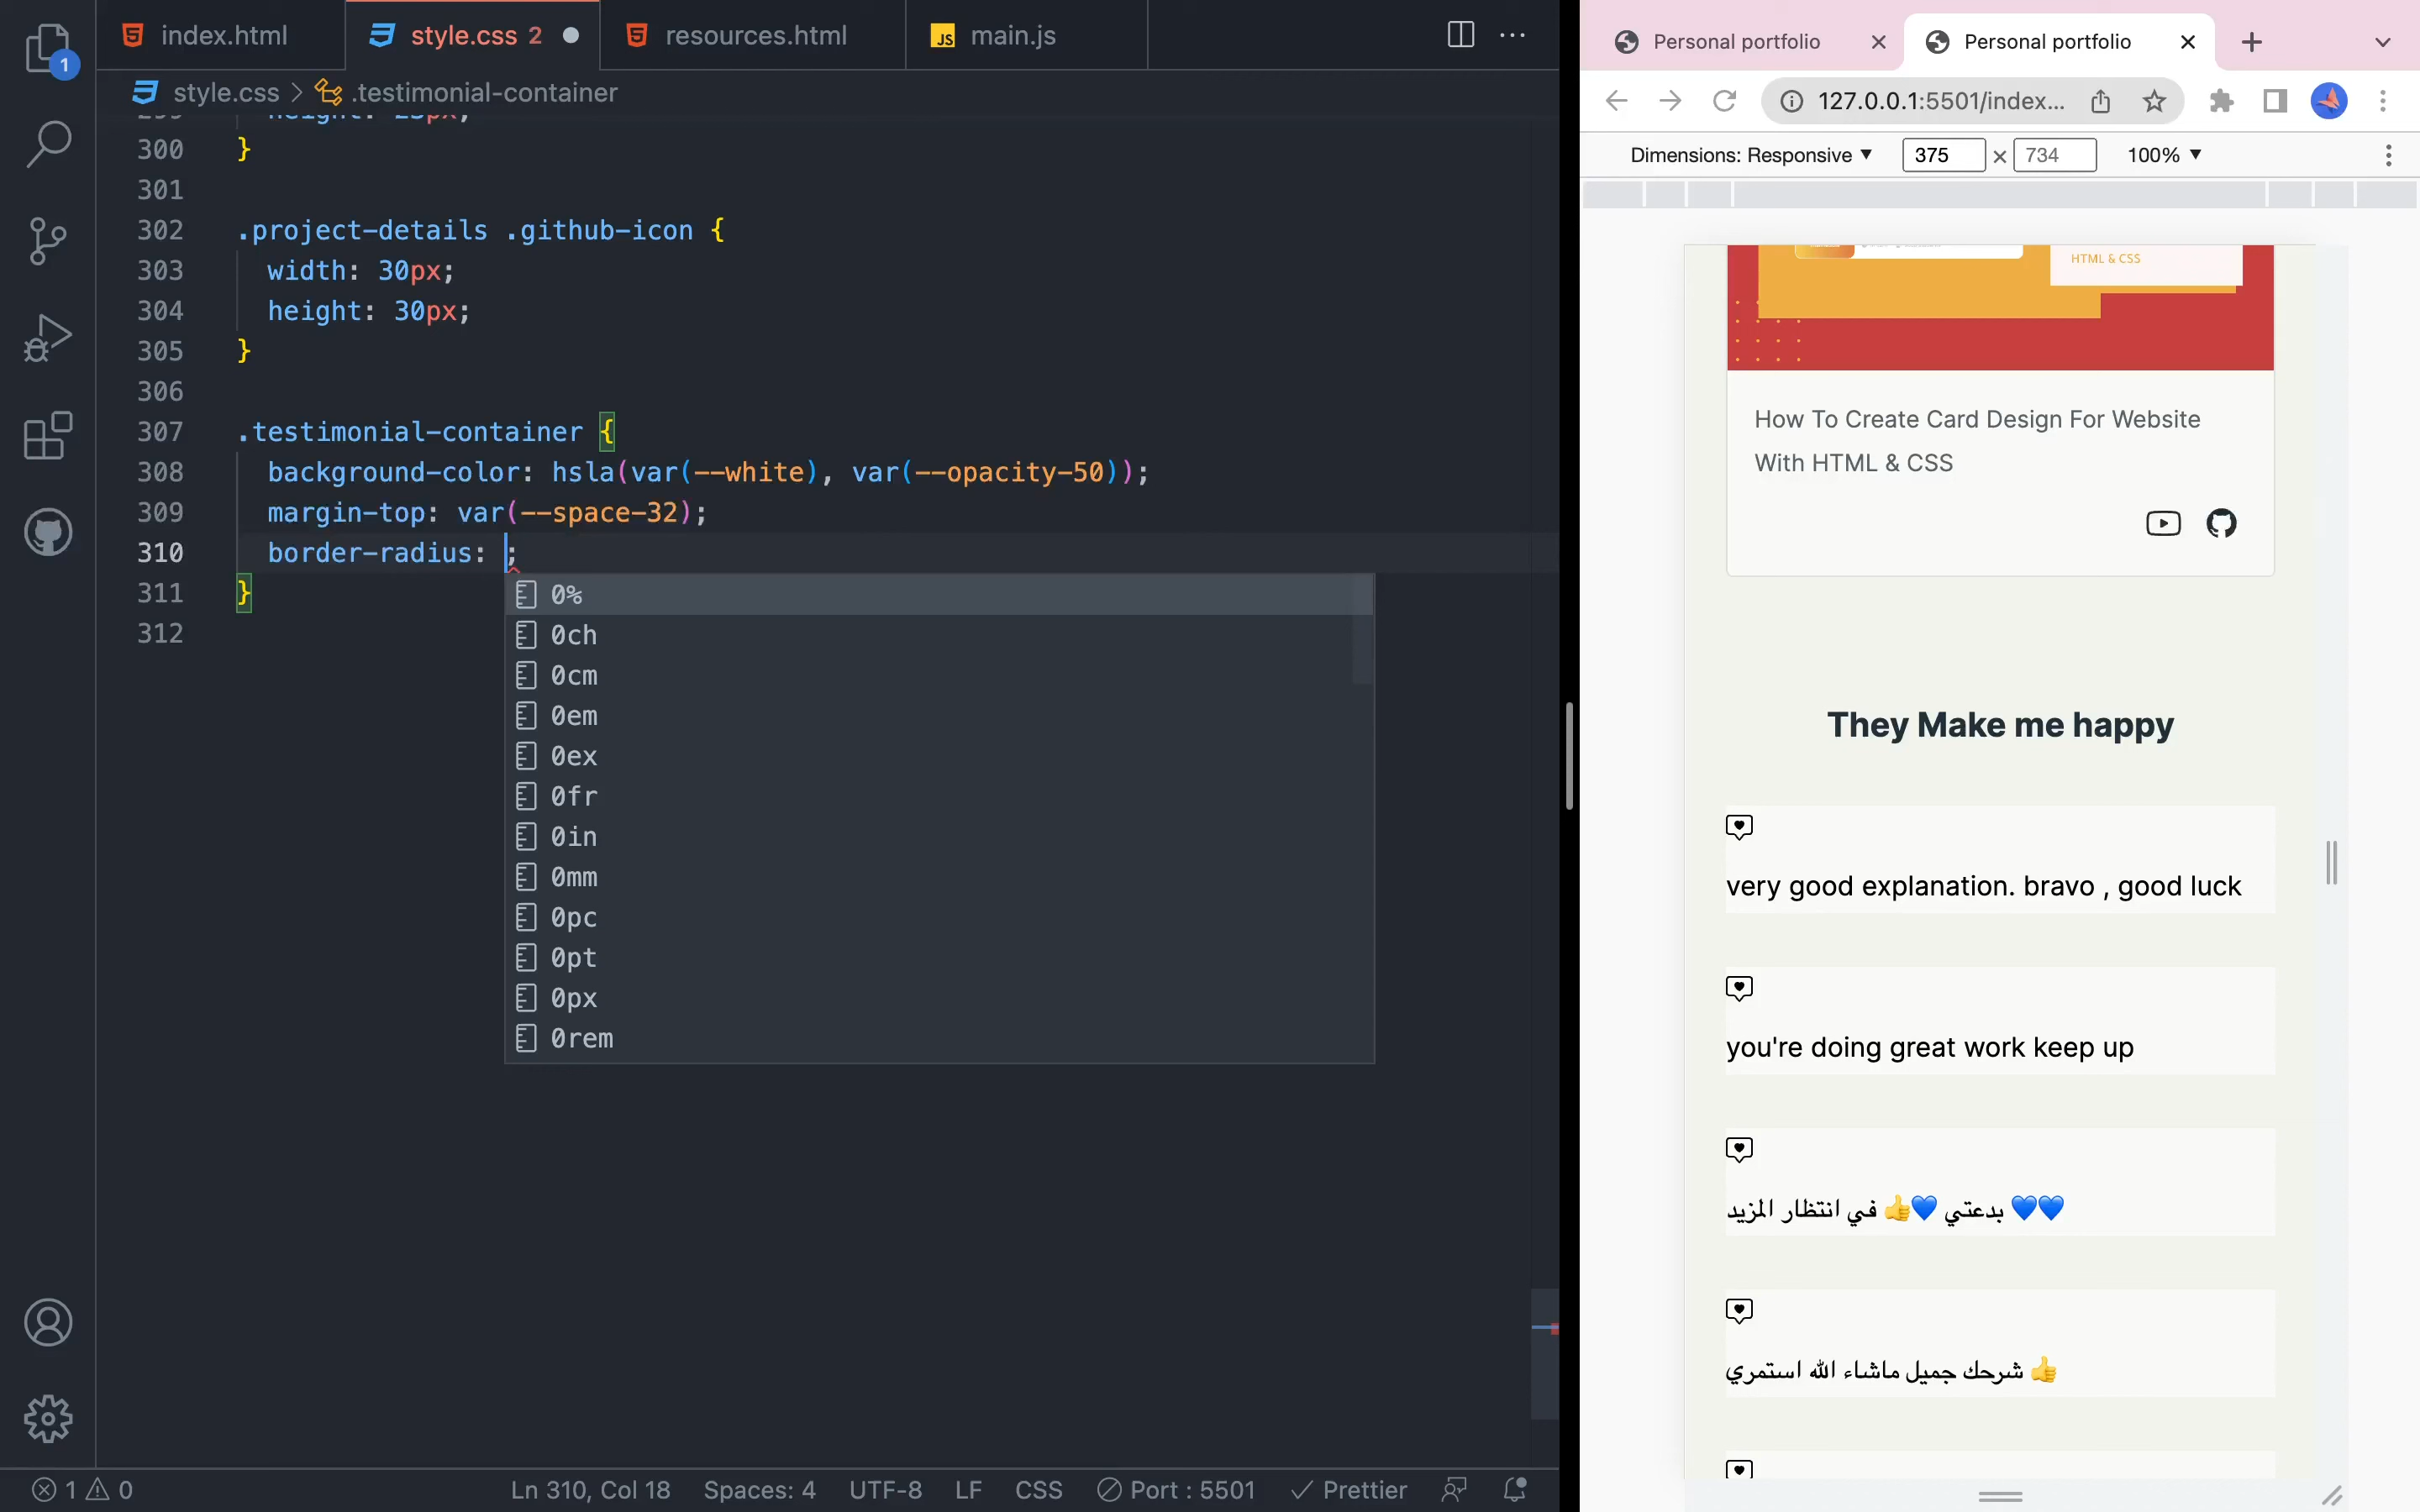 index.html
style.css 2
resources.html
JS main.js
1
style.css > .testimonial-container
299 height: 25px;
300 }
301
302 .project-details .github-icon {
303 width: 30px;
304 height: 30px;
305 }
306
307 .testimonial-container {
308 background-color: hsla(var(--white), var(--opacity-50));
309 margin-top: var(--space-32);
310 border-radius: ;
311 }
312
0%
0ch
0cm
0em
0ex
0fr
0in
0mm
0pc
0pt
0px
0rem
1 0
Ln 310, Col 18
Spaces: 4
UTF-8
LF
CSS
Port : 5501
Prettier
Personal portfolio
Personal portfolio
127.0.0.1:5501/index...
Dimensions: Responsive 375 × 734 100%
HTML & CSS
How To Create Card Design For Website
With HTML & CSS
They Make me happy
very good explanation. bravo , good luck
you're doing great work keep up
💙💙 بدعتي 💙👍 في انتظار المزيد
👍 شرحك جميل ماشاء الله استمري